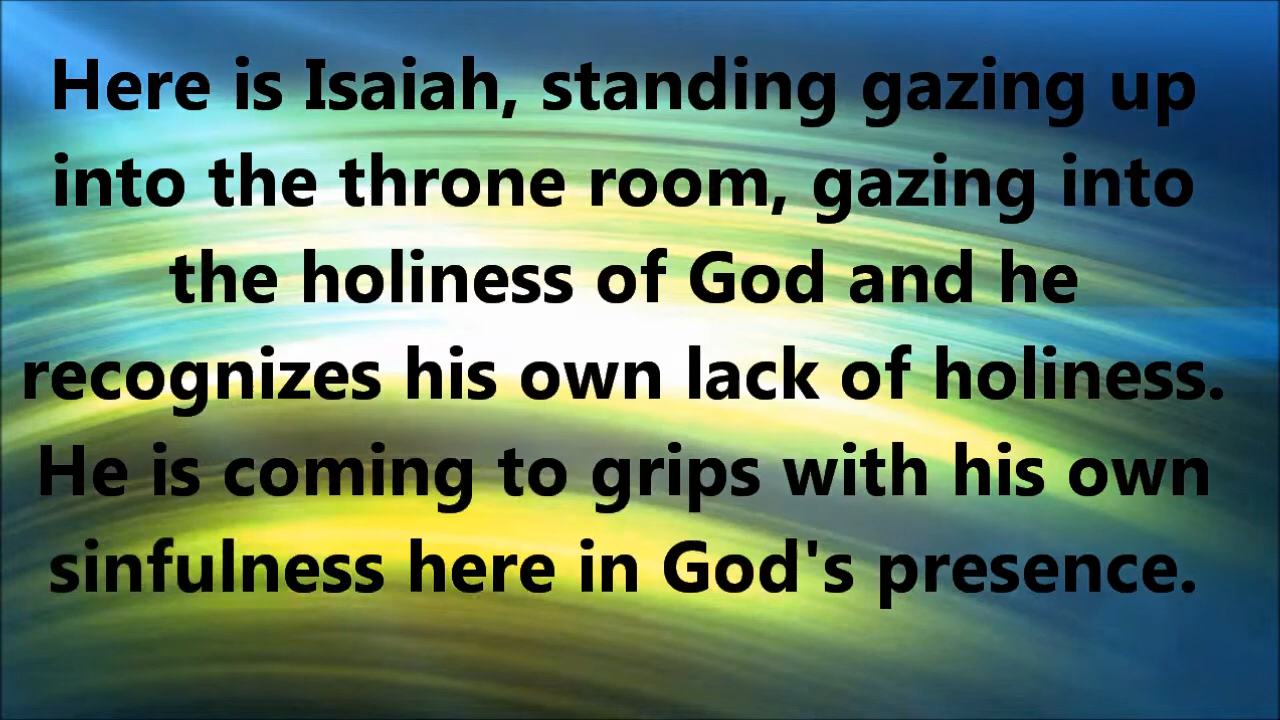 Here is Isaiah, standing gazing up
into the throne room, gazing into
the holiness of God and he
recognizes his own lack of holiness.
He is coming to grips with his own
sinfulness here in God's presence.